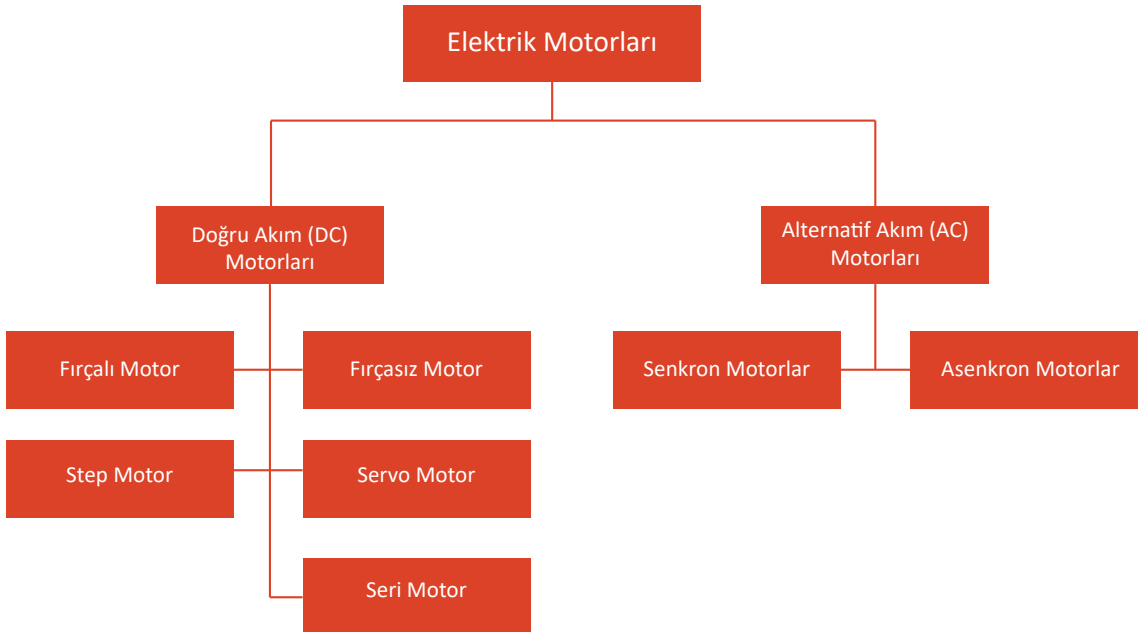 Elektrik Motorları
Doğru Akım (DC)
Motorları
Alternatif Akım (AC)
Motorları
Fırçalı Motor
Fırçasız Motor
Senkron Motorlar
Asenkron Motorlar
Step Motor
Servo Motor
Seri Motor